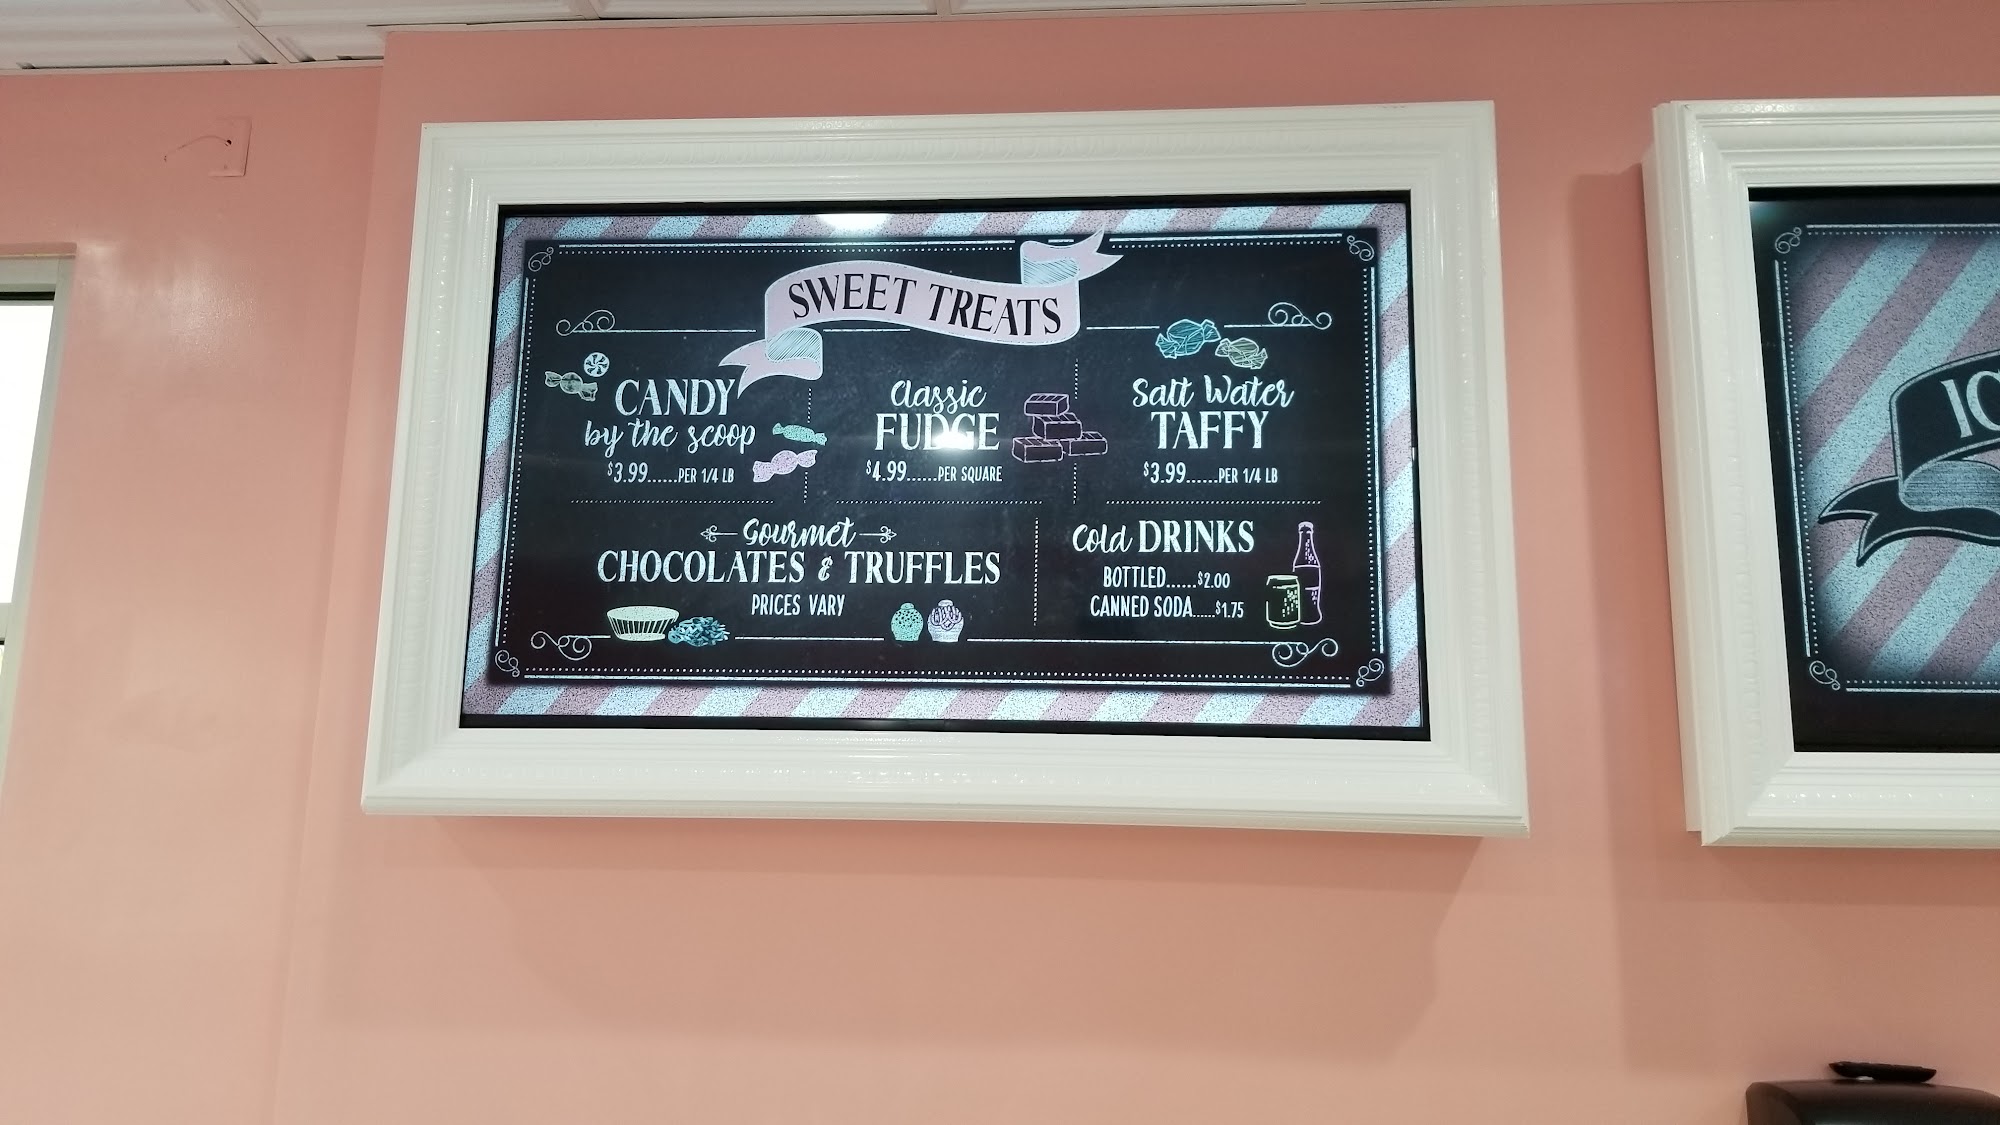 SWEET TREATS
CANDY
by the scoop
$3.99......PER 1/4 LB
Classic
FUDGE
$4.99......PER SQUARE
Salt Water
TAFFY
$3.99......PER 1/4 LB
Gourmet
CHOCOLATES & TRUFFLES
PRICES VARY
Cold DRINKS
BOTTLED......$2.00
CANNED SODA.....$1.75
IC